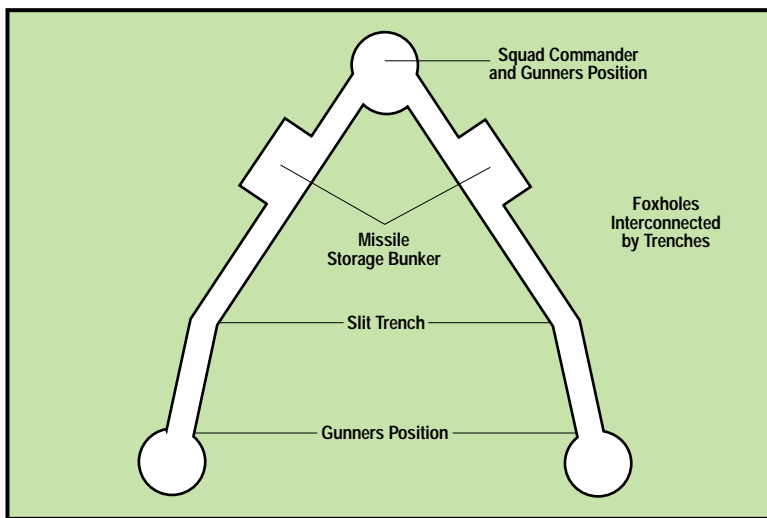 Squad Commander
and Gunners Position
Foxholes
Interconnected
by Trenches
Missile
Storage Bunker
Slit Trench
Gunners Position